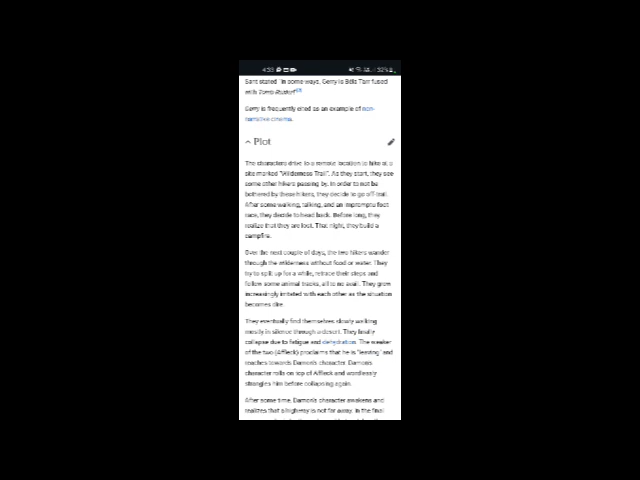 4:55
Sant stated "in some ways, Gerry is Béla Tarr fused
with Tomb Raider!"
Gerry is frequently cited as an example of non-
narrative cinema.
Plot
The characters drive to a remote location to hike at a
site marked "Wilderness Trail". As they start, they see
some other hikers passing by. In order to not be
bothered by these hikers, they decide to go off-trail.
After some walking, talking, and an impromptu foot
race, they decide to head back. Before long, they
realize that they are lost. That night, they build a
campfire.
Over the next couple of days, the two hikers wander
through the wilderness without food or water. They
try to split up for a while, retrace their steps and
follow some animal tracks, all to no avail. They grow
increasingly irritated with each other as the situation
becomes dire.
They eventually find themselves slowly walking
mostly in silence through a desert. They finally
collapse due to fatigue and dehydration. The weaker
of the two (Affleck) proclaims that he is "leaving" and
reaches towards Damon's character. Damon's
character rolls on top of Affleck and wordlessly
strangles him before collapsing again.
After some time, Damon's character awakens and
realizes that a highway is not far away. In the final